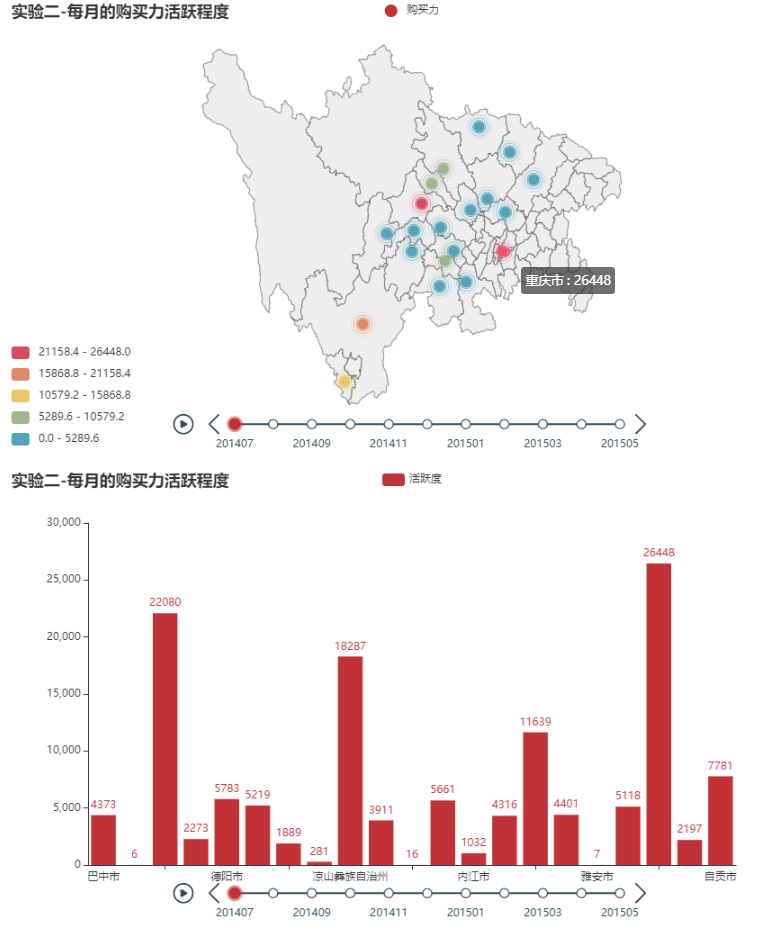 实验二-每月的购买力活跃程度
购买力
重庆市 : 26448
21158.4 - 26448.0
15868.8 - 21158.4
10579.2 - 15868.8
5289.6 - 10579.2
0.0 - 5289.6
201407 201409 201411 201501 201503 201505
实验二-每月的购买力活跃程度
活跃度
30,000
26448
25,000
22080
20,000
18287
15,000
11639
10,000
7781
5783 5661
5219 5118
5,000
4373 4316 4401
3911
2273 2197
1889
1032
281
6 16 7
0
巴中市 德阳市 凉山彝族自治州 内江市 雅安市 自贡市
201407 201409 201411 201501 201503 201505